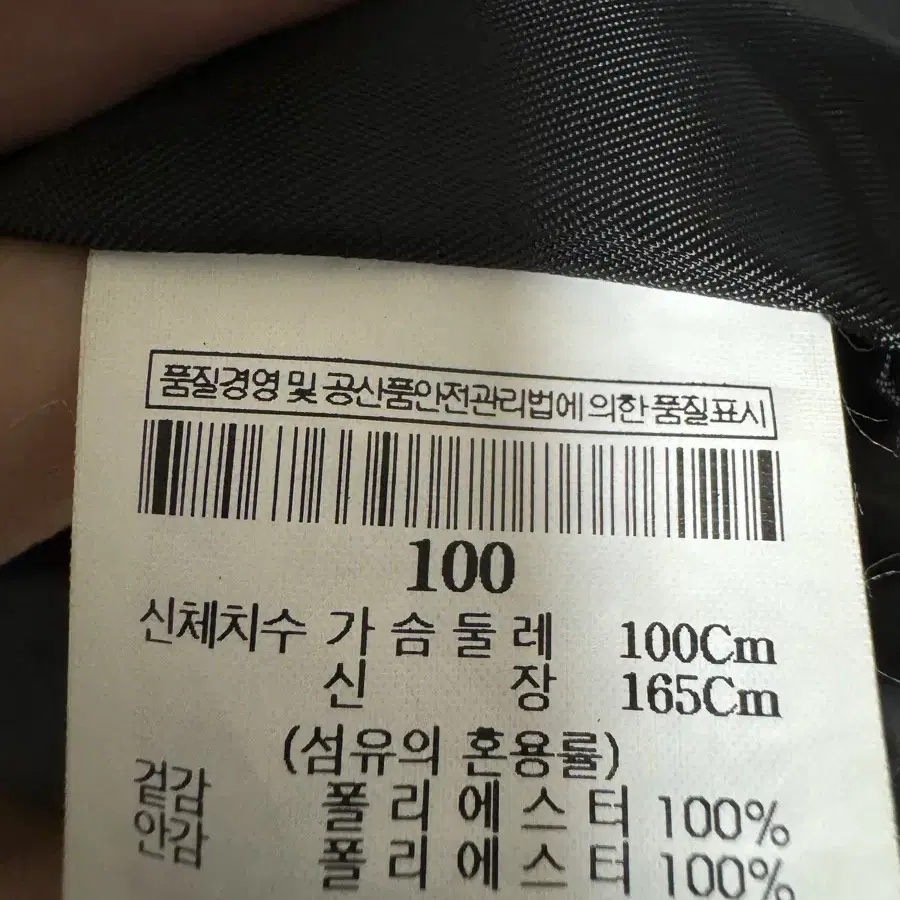 품질경영 및 공산품안전관리법에 의한 품질표시
100
신체치수 가 슴 둘 레 100Cm
신 장 165Cm
(섬유의 혼용률)
겉감 폴 리 에 스 터 100%
안감 폴 리 에 스 터 100%